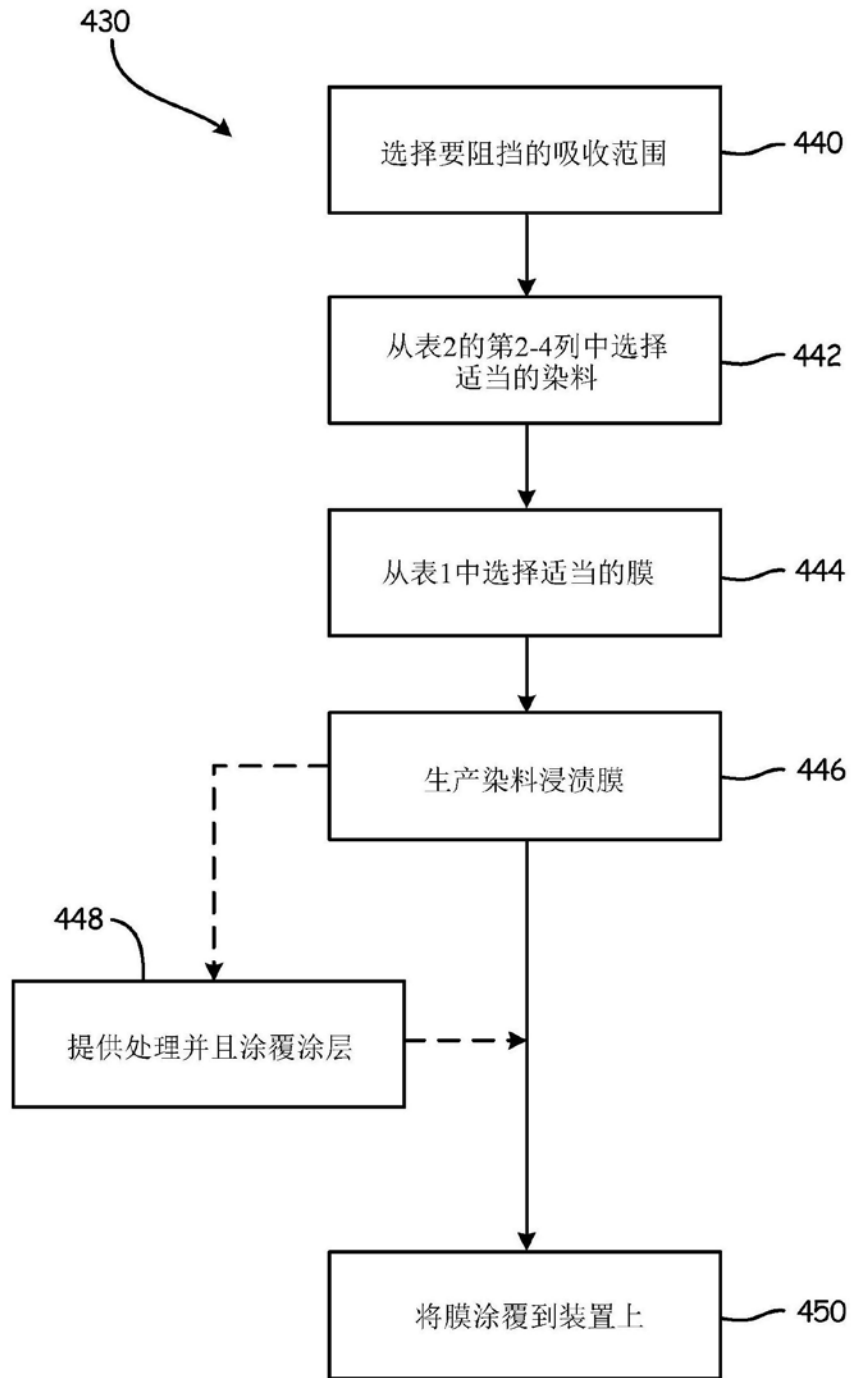 430
选择要阻挡的吸收范围
440
从表2的第2-4列中选择
适当的染料
442
从表1中选择适当的膜
444
生产染料浸渍膜
446
448
提供处理并且涂覆涂层
将膜涂覆到装置上
450